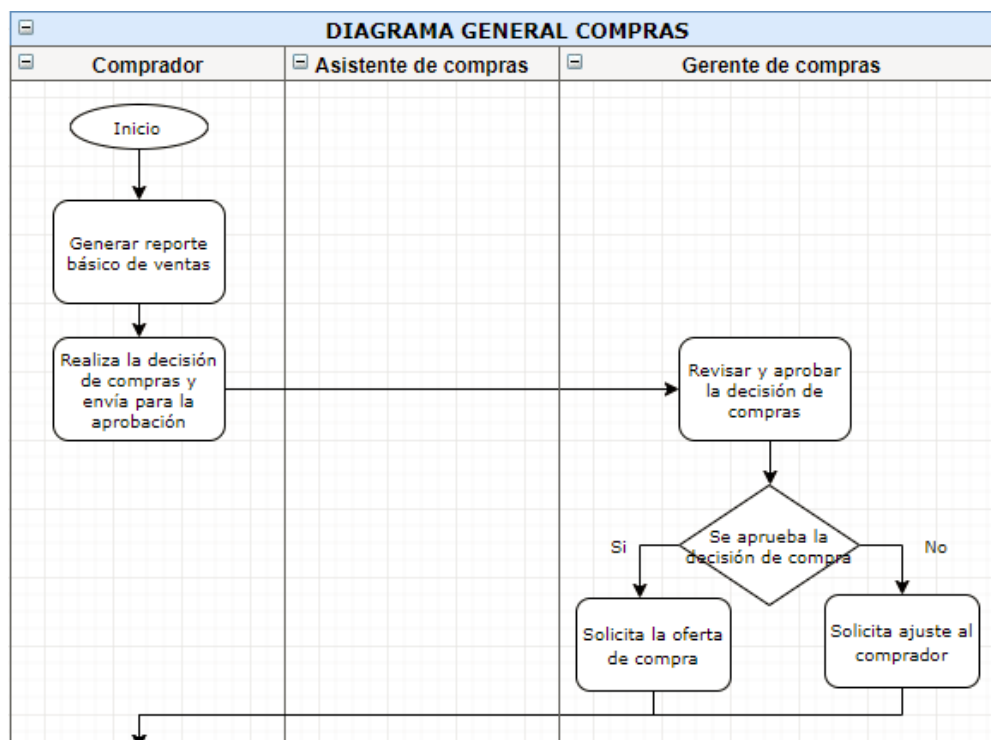 DIAGRAMA GENERAL COMPRAS
Comprador
Asistente de compras
Gerente de compras
Inicio
Generar reporte
básico de ventas
Realiza la decisión
de compras y
envía para la
aprobación
Revisar y aprobar
la decisión de
compras
Se aprueba la
decisión de compra
Si
No
Solicita la oferta
de compra
Solicita ajuste al
comprador